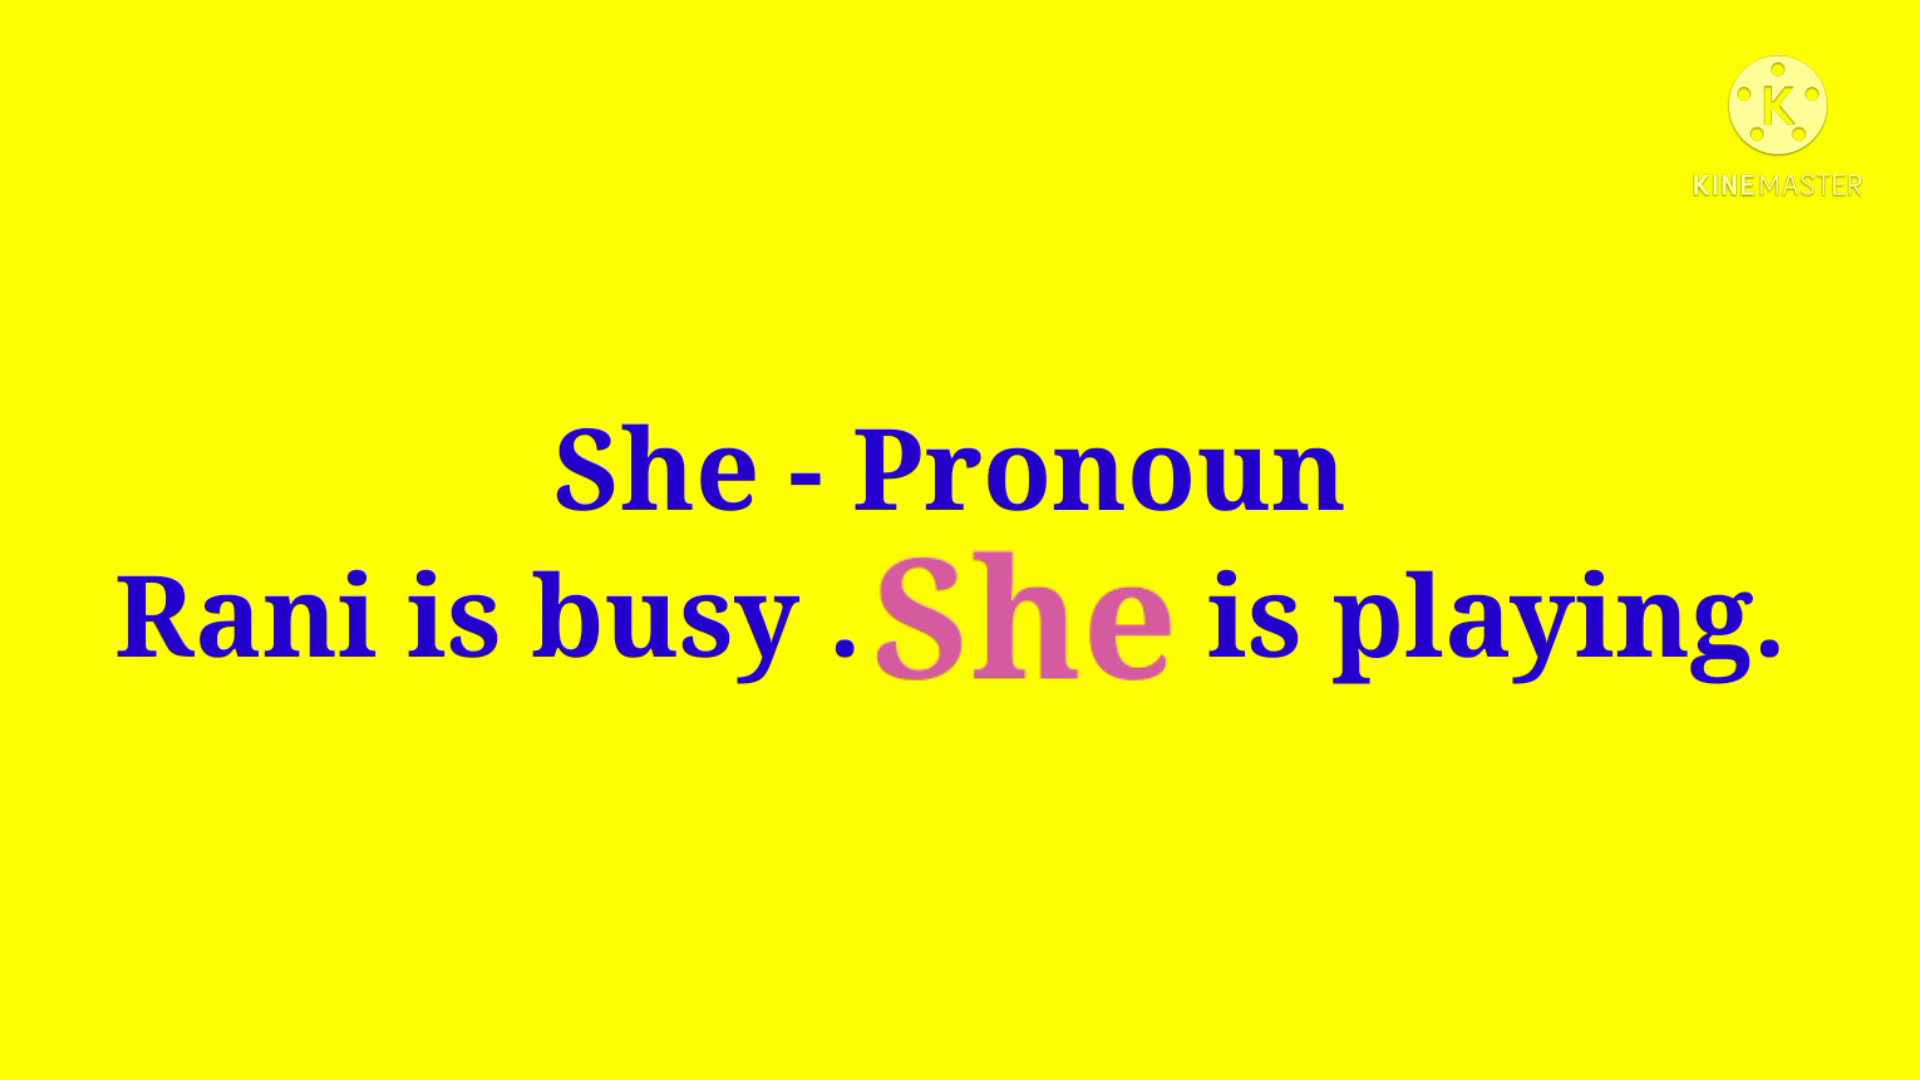 K
KINEMASTER
She - Pronoun
Rani is busy . She is playing.